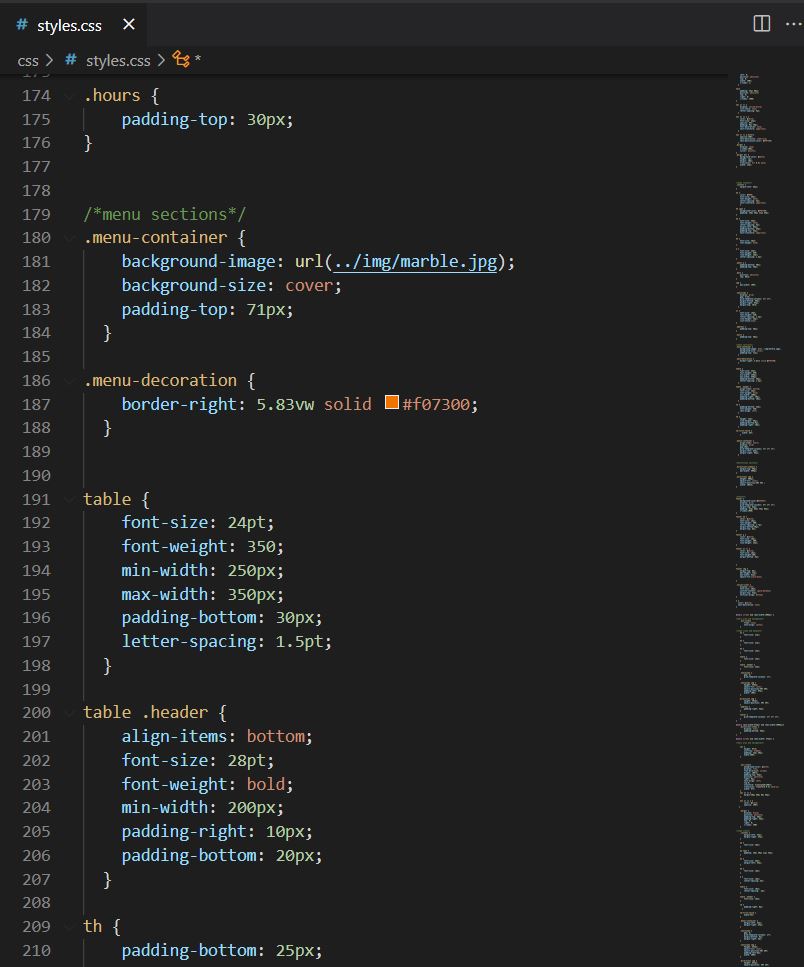 # styles.css ×
css > # styles.css > *
173
174 .hours {
175 padding-top: 30px;
176 }
177
178
179 /*menu sections*/
180 .menu-container {
181 background-image: url(../img/marble.jpg);
182 background-size: cover;
183 padding-top: 71px;
184 }
185
186 .menu-decoration {
187 border-right: 5.83vw solid #f07300;
188 }
189
190
191 table {
192 font-size: 24pt;
193 font-weight: 350;
194 min-width: 250px;
195 max-width: 350px;
196 padding-bottom: 30px;
197 letter-spacing: 1.5pt;
198 }
199
200 table .header {
201 align-items: bottom;
202 font-size: 28pt;
203 font-weight: bold;
204 min-width: 200px;
205 padding-right: 10px;
206 padding-bottom: 20px;
207 }
208
209 th {
210 padding-bottom: 25px;